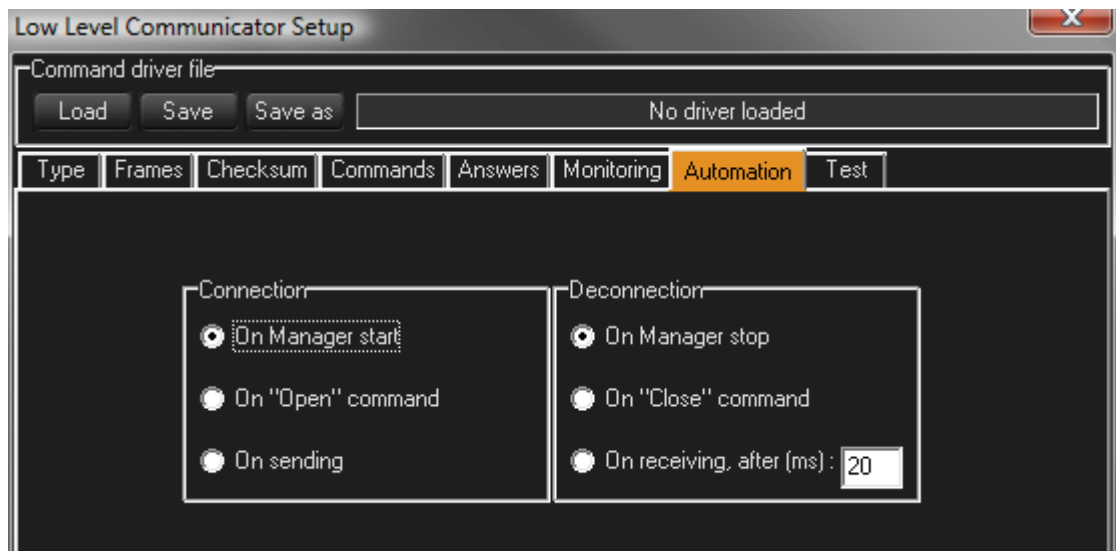 Low Level Communicator Setup
X
Command driver file
Load Save Save as No driver loaded
Type Frames Checksum Commands Answers Monitoring Automation Test
Connection
On Manager start
On "Open" command
On sending
Deconnection
On Manager stop
On "Close" command
On receiving, after (ms) : 20